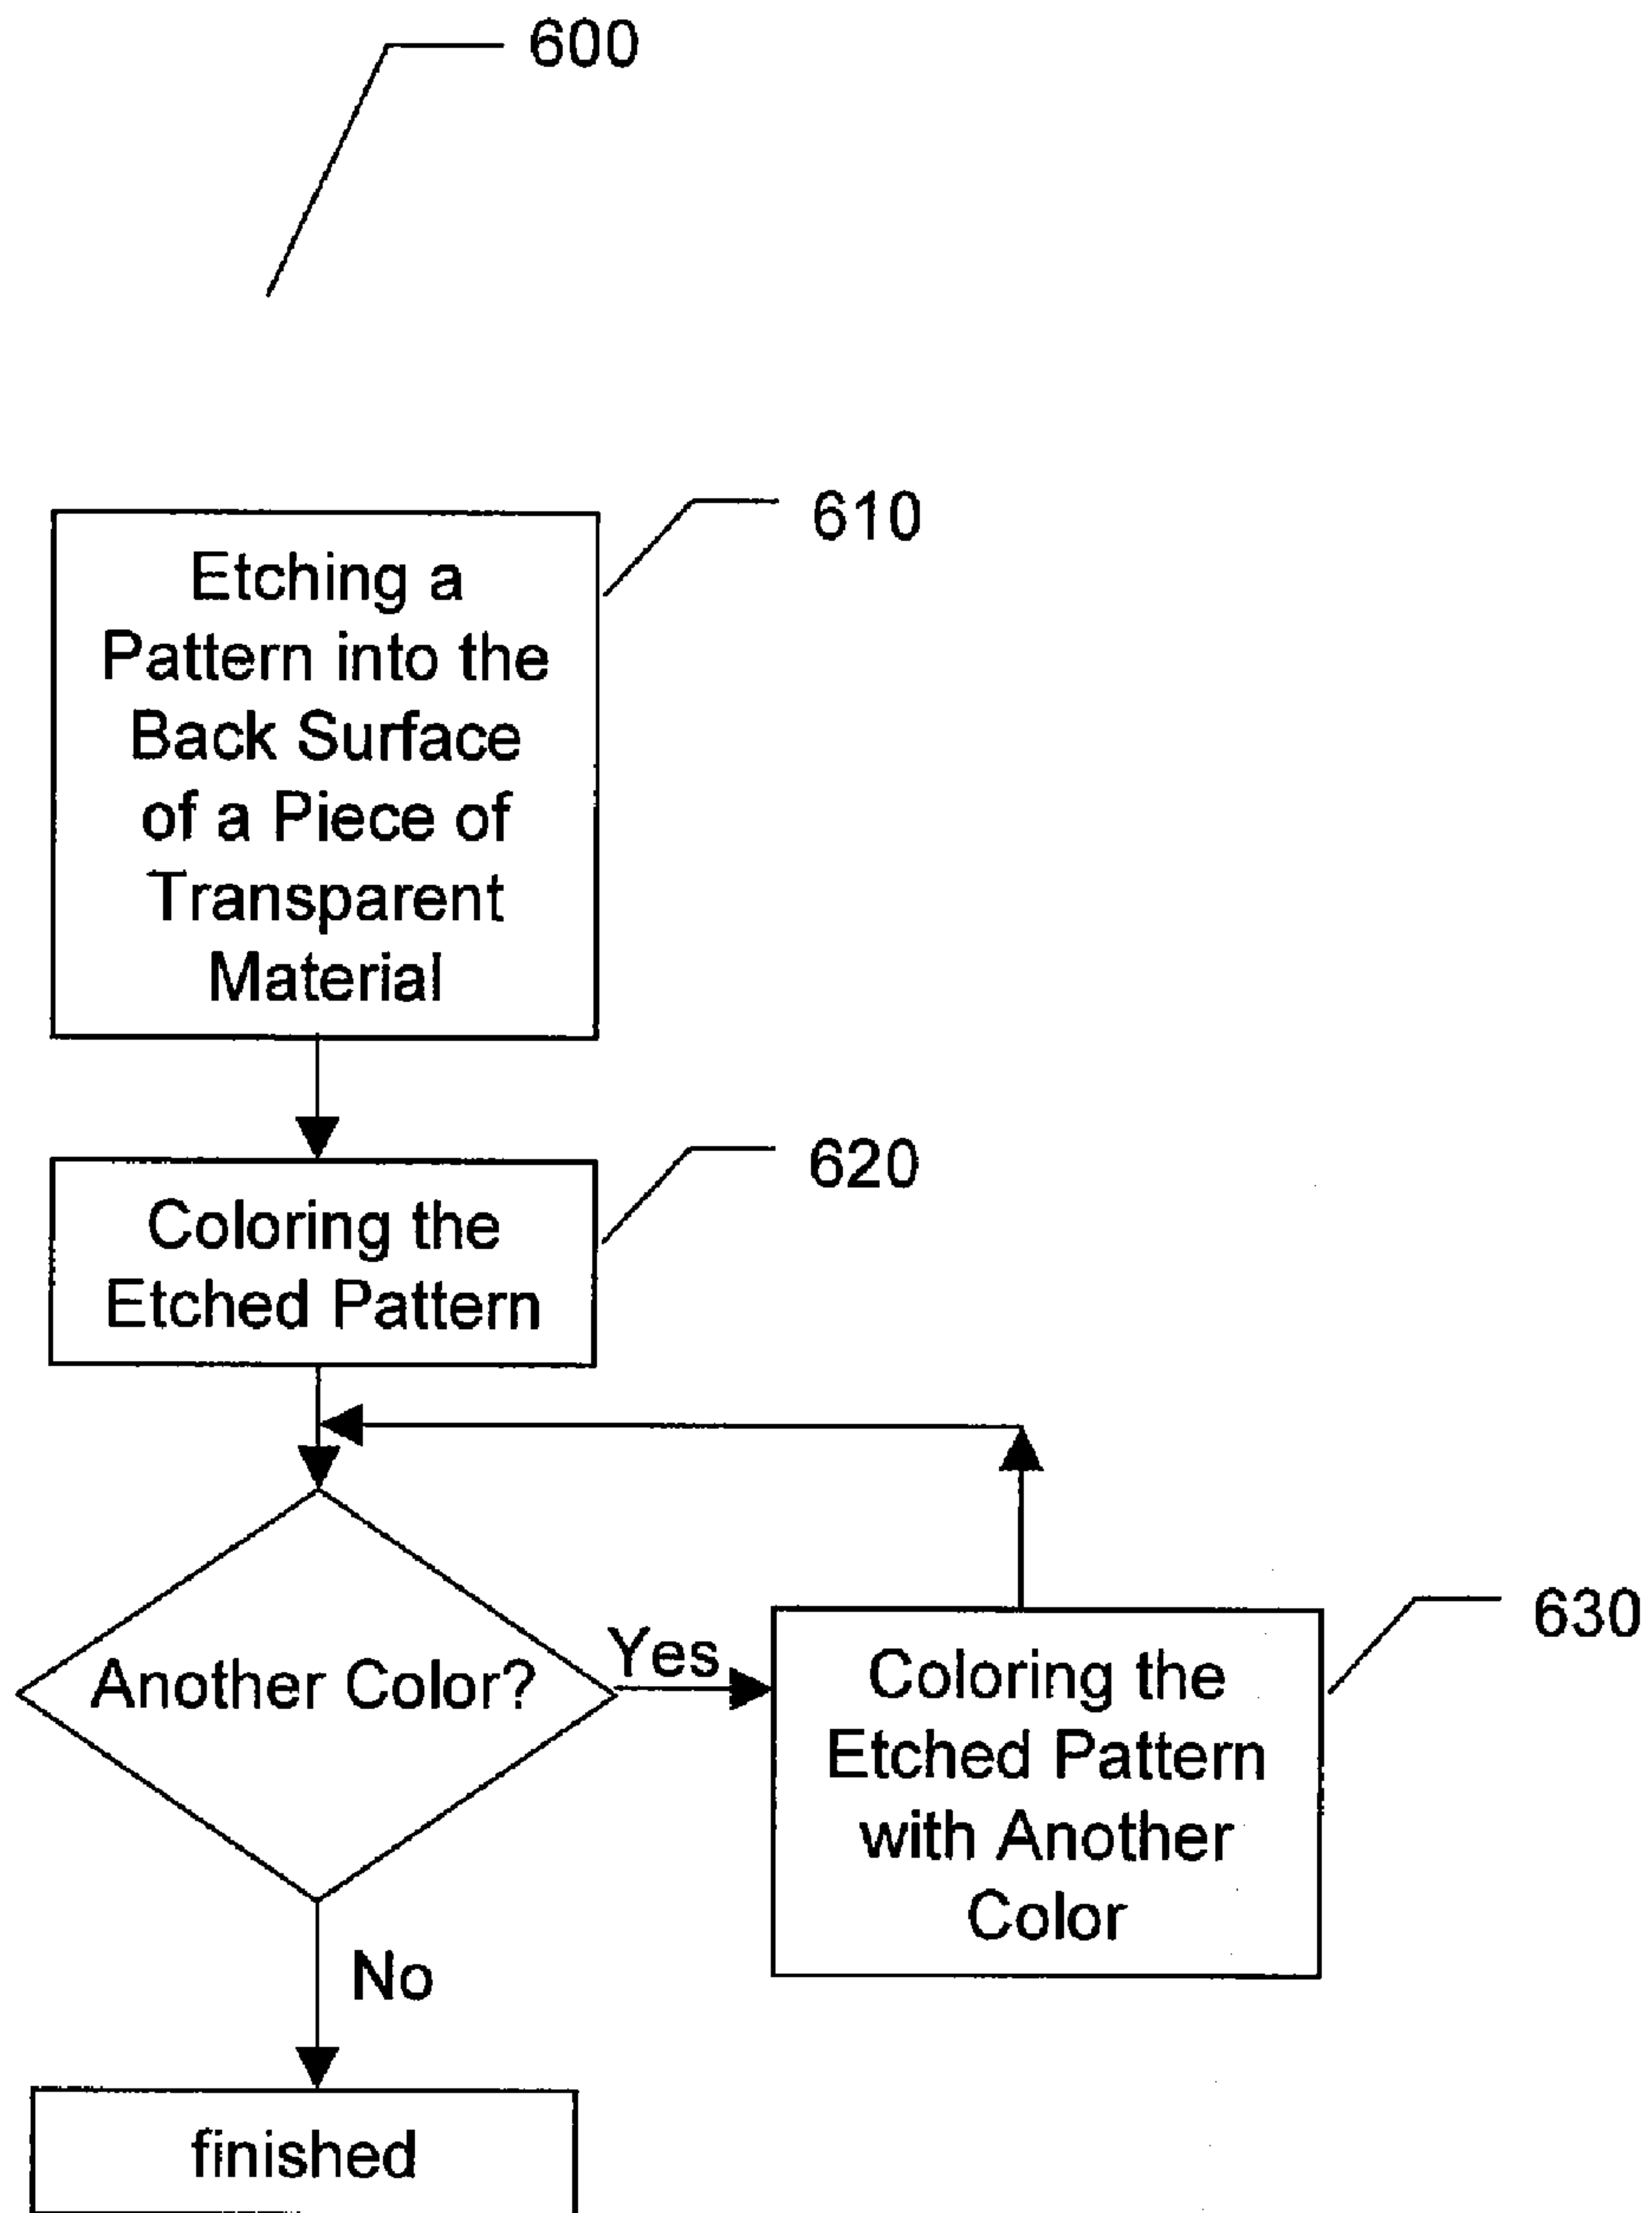 600
610
Etching a
Pattern into the
Back Surface
of a Piece of
Transparent
Material
620
Coloring the
Etched Pattern
Another Color?
Yes
630
Coloring the
Etched Pattern
with Another
Color
No
finished